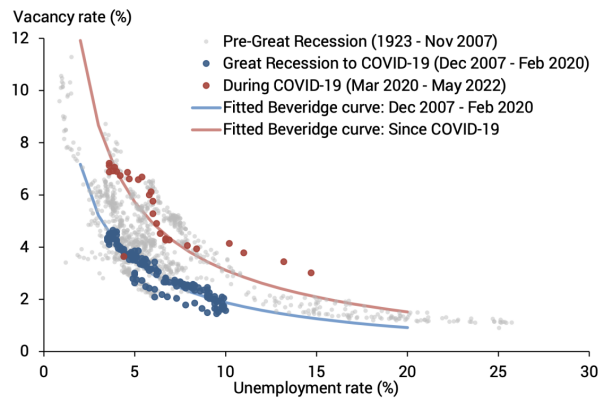 Vacancy rate (%)
12
10
8
6
4
2
0
Pre-Great Recession (1923 - Nov 2007)
Great Recession to COVID-19 (Dec 2007 - Feb 2020)
During COVID-19 (Mar 2020 - May 2022)
Fitted Beveridge curve: Dec 2007 - Feb 2020
Fitted Beveridge curve: Since COVID-19
0 5 10 15 20 25 30
Unemployment rate (%)